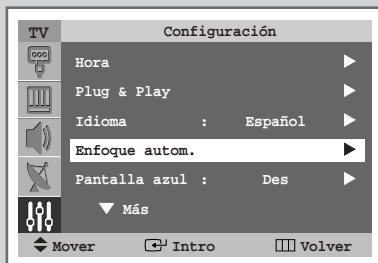 TV Configuración
Hora
Plug & Play
Idioma : Español
Enfoque autom.
Pantalla azul : Des
Más
Mover Intro Volver